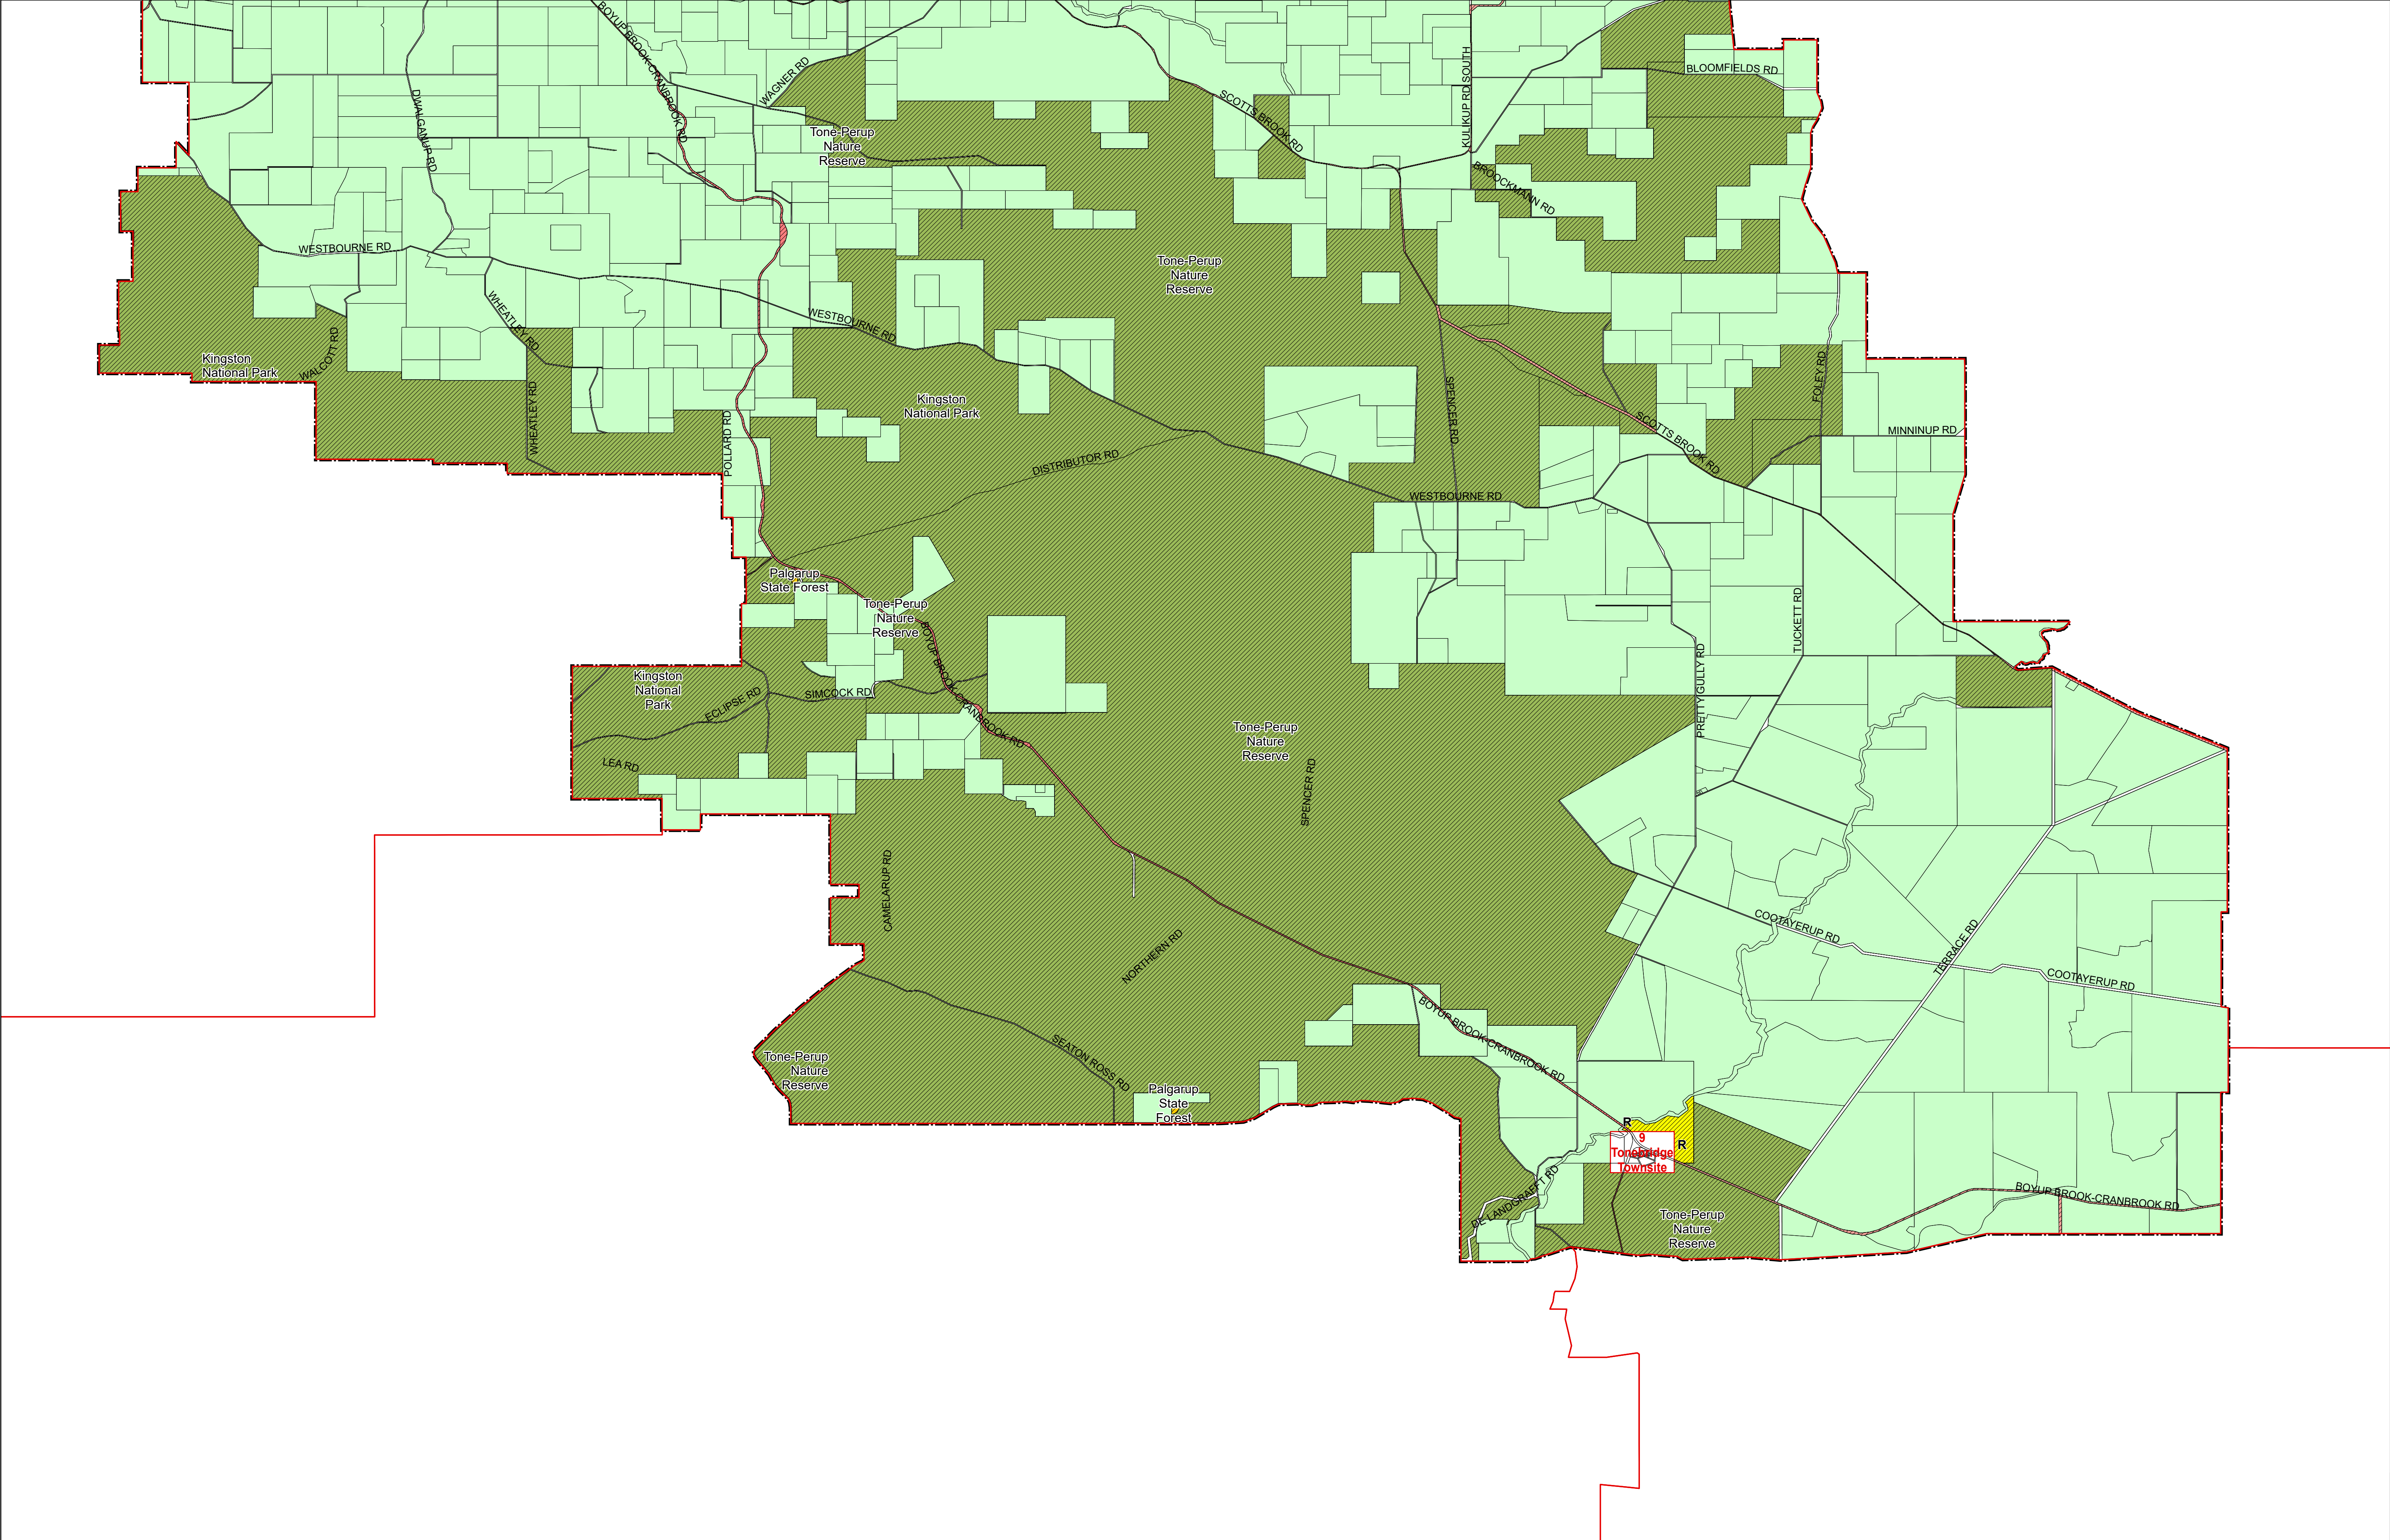 BOYUP BROOK-CRANBROOK RD
WAGNER RD
DWALGANUP RD
KULIKUP RD SOUTH
BLOOMFIELDS RD
SCOTTS BROOK RD
Tone-Perup
Nature
Reserve
BROOCKMANN RD
WESTBOURNE RD
Tone-Perup
Nature
Reserve
WHEATLEY RD
WESTBOURNE RD
WALCOTT RD
Kingston
National Park
WHEATLEY RD
Kingston
National Park
SPENCER RD
FOLEY RD
POLLARD RD
SCOTTS BROOK RD
MINNINUP RD
DISTRIBUTOR RD
WESTBOURNE RD
Palgarup
State Forest
Tone-Perup
Nature
Reserve
TUCKETT RD
BOYUP BROOK-CRANBROOK RD
Kingston
National
Park
ECLIPSE RD
SIMCOCK RD
PRETTY GULLY RD
Tone-Perup
Nature
Reserve
LEA RD
SPENCER RD
CAMELARUP RD
NORTHERN RD
COOTAYERUP RD
TERRACE RD
COOTAYERUP RD
BOYUP BROOK-CRANBROOK RD
SEATON ROSS RD
Tone-Perup
Nature
Reserve
Palgarup
State
Forest
R
9
R
Tonebridge
Townsite
DE LANDGRAFFT RD
BOYUP BROOK-CRANBROOK RD
Tone-Perup
Nature
Reserve